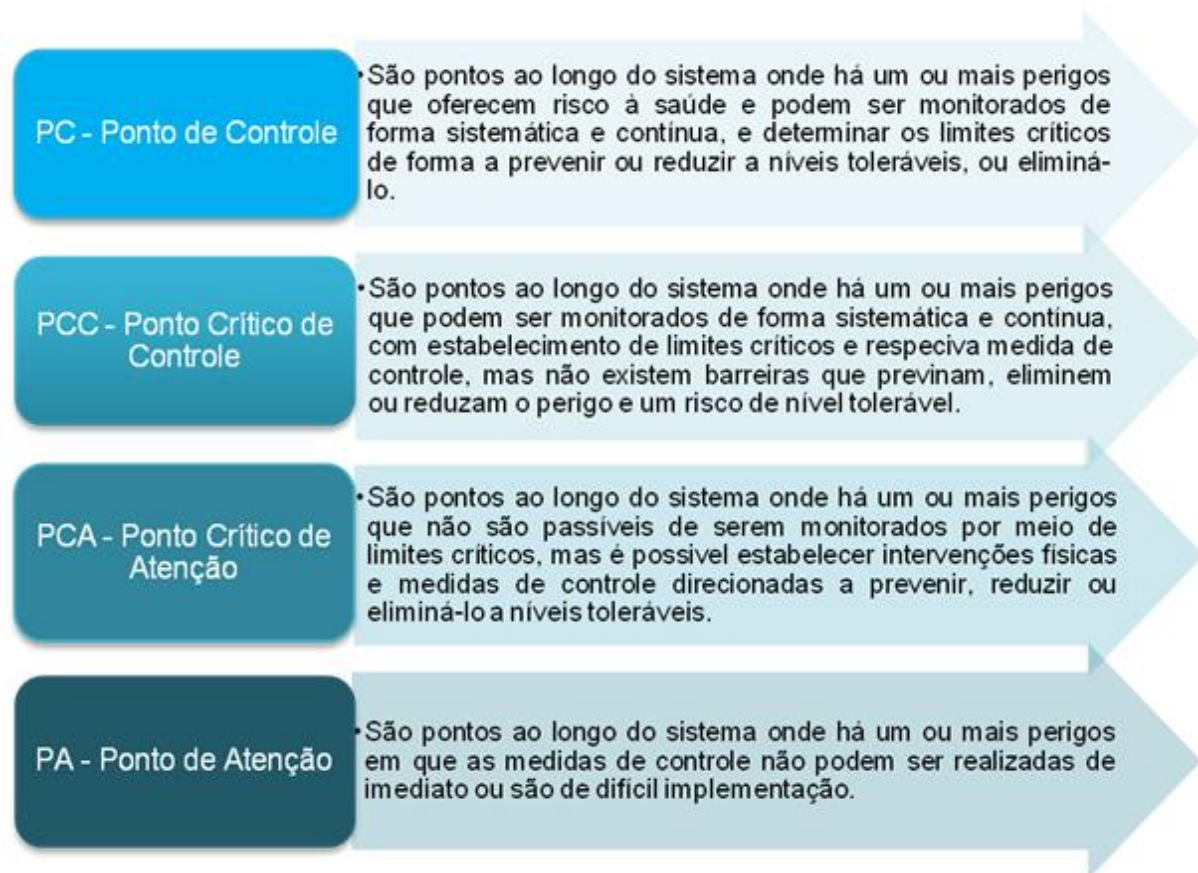 PC - Ponto de Controle
•São pontos ao longo do sistema onde há um ou mais perigos
que oferecem risco à saúde e podem ser monitorados de
forma sistemática e contínua, e determinar os limites críticos
de forma a prevenir ou reduzir a níveis toleráveis, ou eliminá-
lo.
PCC - Ponto Crítico de
Controle
•São pontos ao longo do sistema onde há um ou mais perigos
que podem ser monitorados de forma sistemática e contínua,
com estabelecimento de limites críticos e respeciva medida de
controle, mas não existem barreiras que previnam, eliminem
ou reduzam o perigo e um risco de nível tolerável.
PCA - Ponto Crítico de
Atenção
•São pontos ao longo do sistema onde há um ou mais perigos
que não são passíveis de serem monitorados por meio de
limites críticos, mas é possivel estabelecer intervenções físicas
e medidas de controle direcionadas a prevenir, reduzir ou
eliminá-lo a níveis toleráveis.
PA - Ponto de Atenção
•São pontos ao longo do sistema onde há um ou mais perigos
em que as medidas de controle não podem ser realizadas de
imediato ou são de difícil implementação.